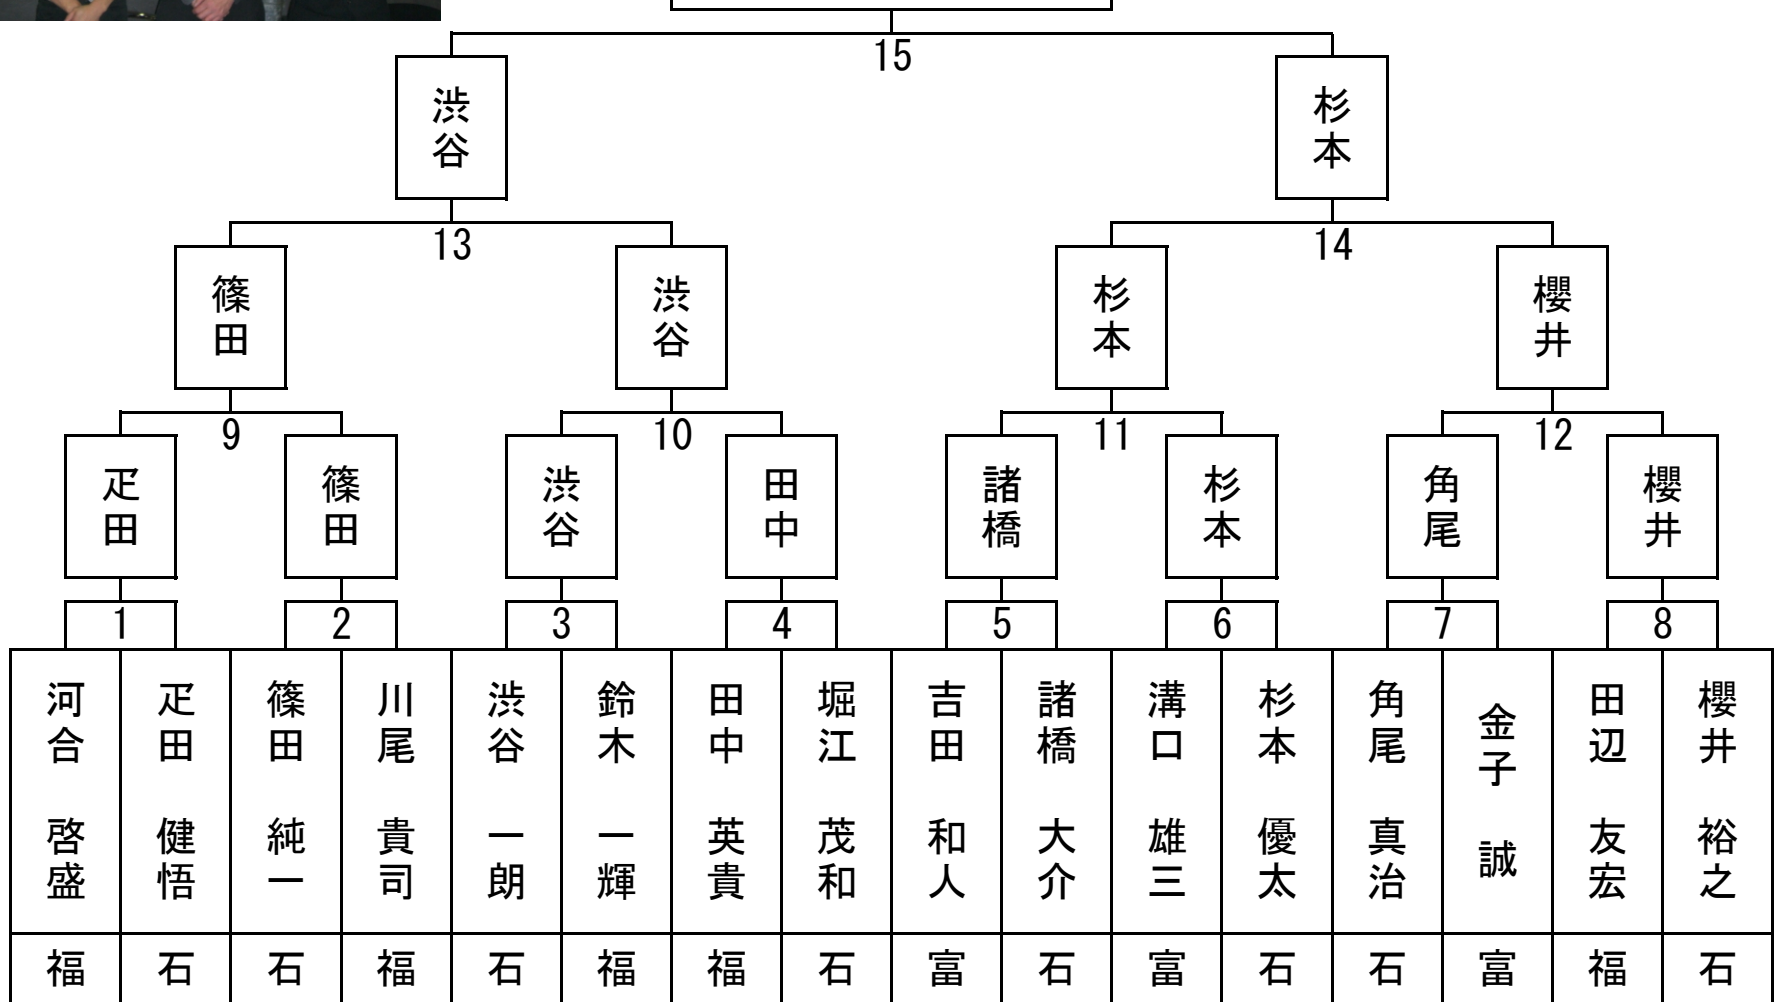 15
渋谷
杉本
13
14
篠田
渋谷
杉本
櫻井
9
10
11
12
疋田
篠田
渋谷
田中
諸橋
杉本
角尾
櫻井
1
2
3
4
5
6
7
8
河合 啓盛
疋田 健悟
篠田 純一
川尾 貴司
渋谷 一朗
鈴木 一輝
田中 英貴
堀江 茂和
吉田 和人
諸橋 大介
溝口 雄三
杉本 優太
角尾 真治
金子 誠
田辺 友宏
櫻井 裕之
福
石
石
福
石
福
福
石
富
石
富
石
石
富
福
石